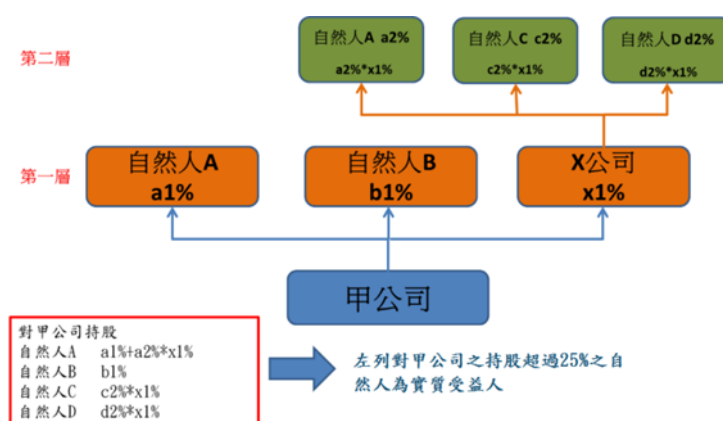 第二層
自然人A a2%
a2%*x1%
自然人C c2%
c2%*x1%
自然人D d2%
d2%*x1%
第一層
自然人A
a1%
自然人B
b1%
X公司
x1%
甲公司
對甲公司持股
自然人A a1%+a2%*x1%
自然人B b1%
自然人C c2%*x1%
自然人D d2%*x1%
左列對甲公司之持股超過25%之自
然人為實質受益人